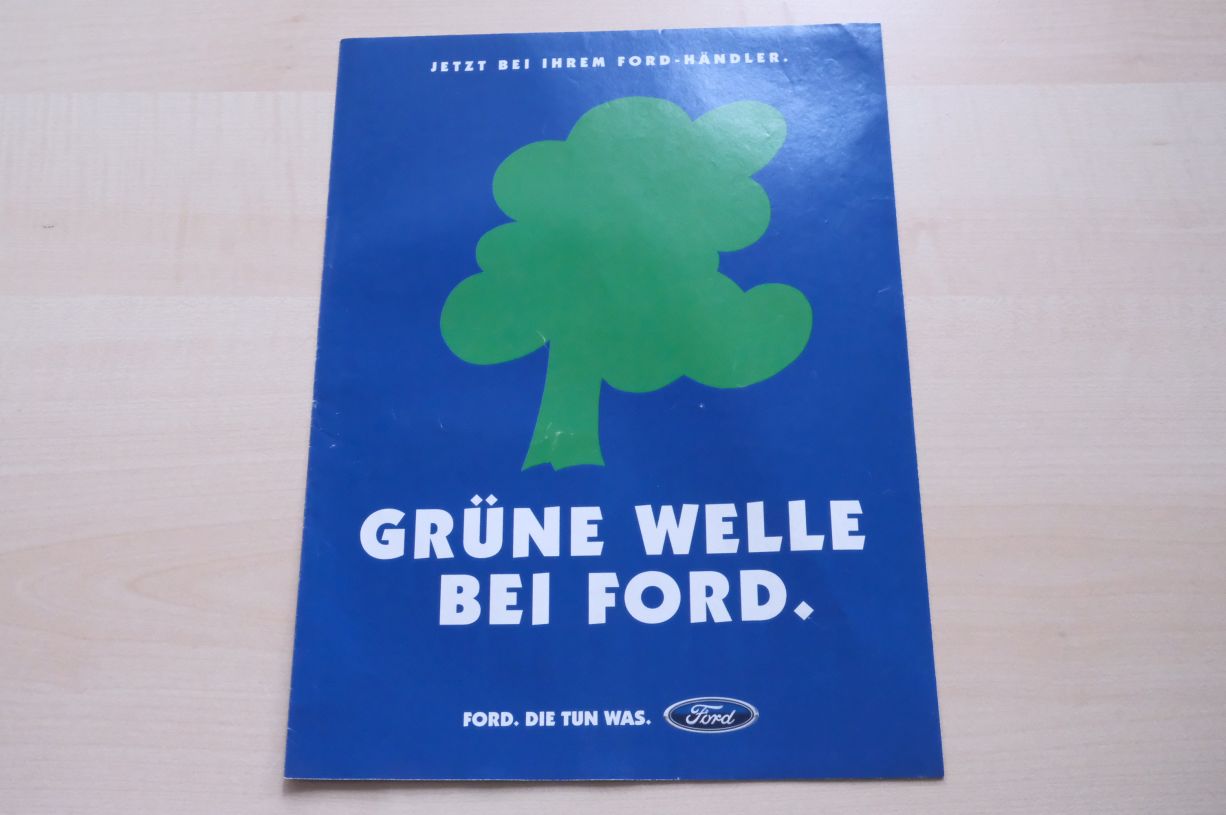 JETZT BEI IHREM FORD-HÄNDLER.
GRÜNE WELLE
BEI FORD.
FORD. DIE TUN WAS. Ford